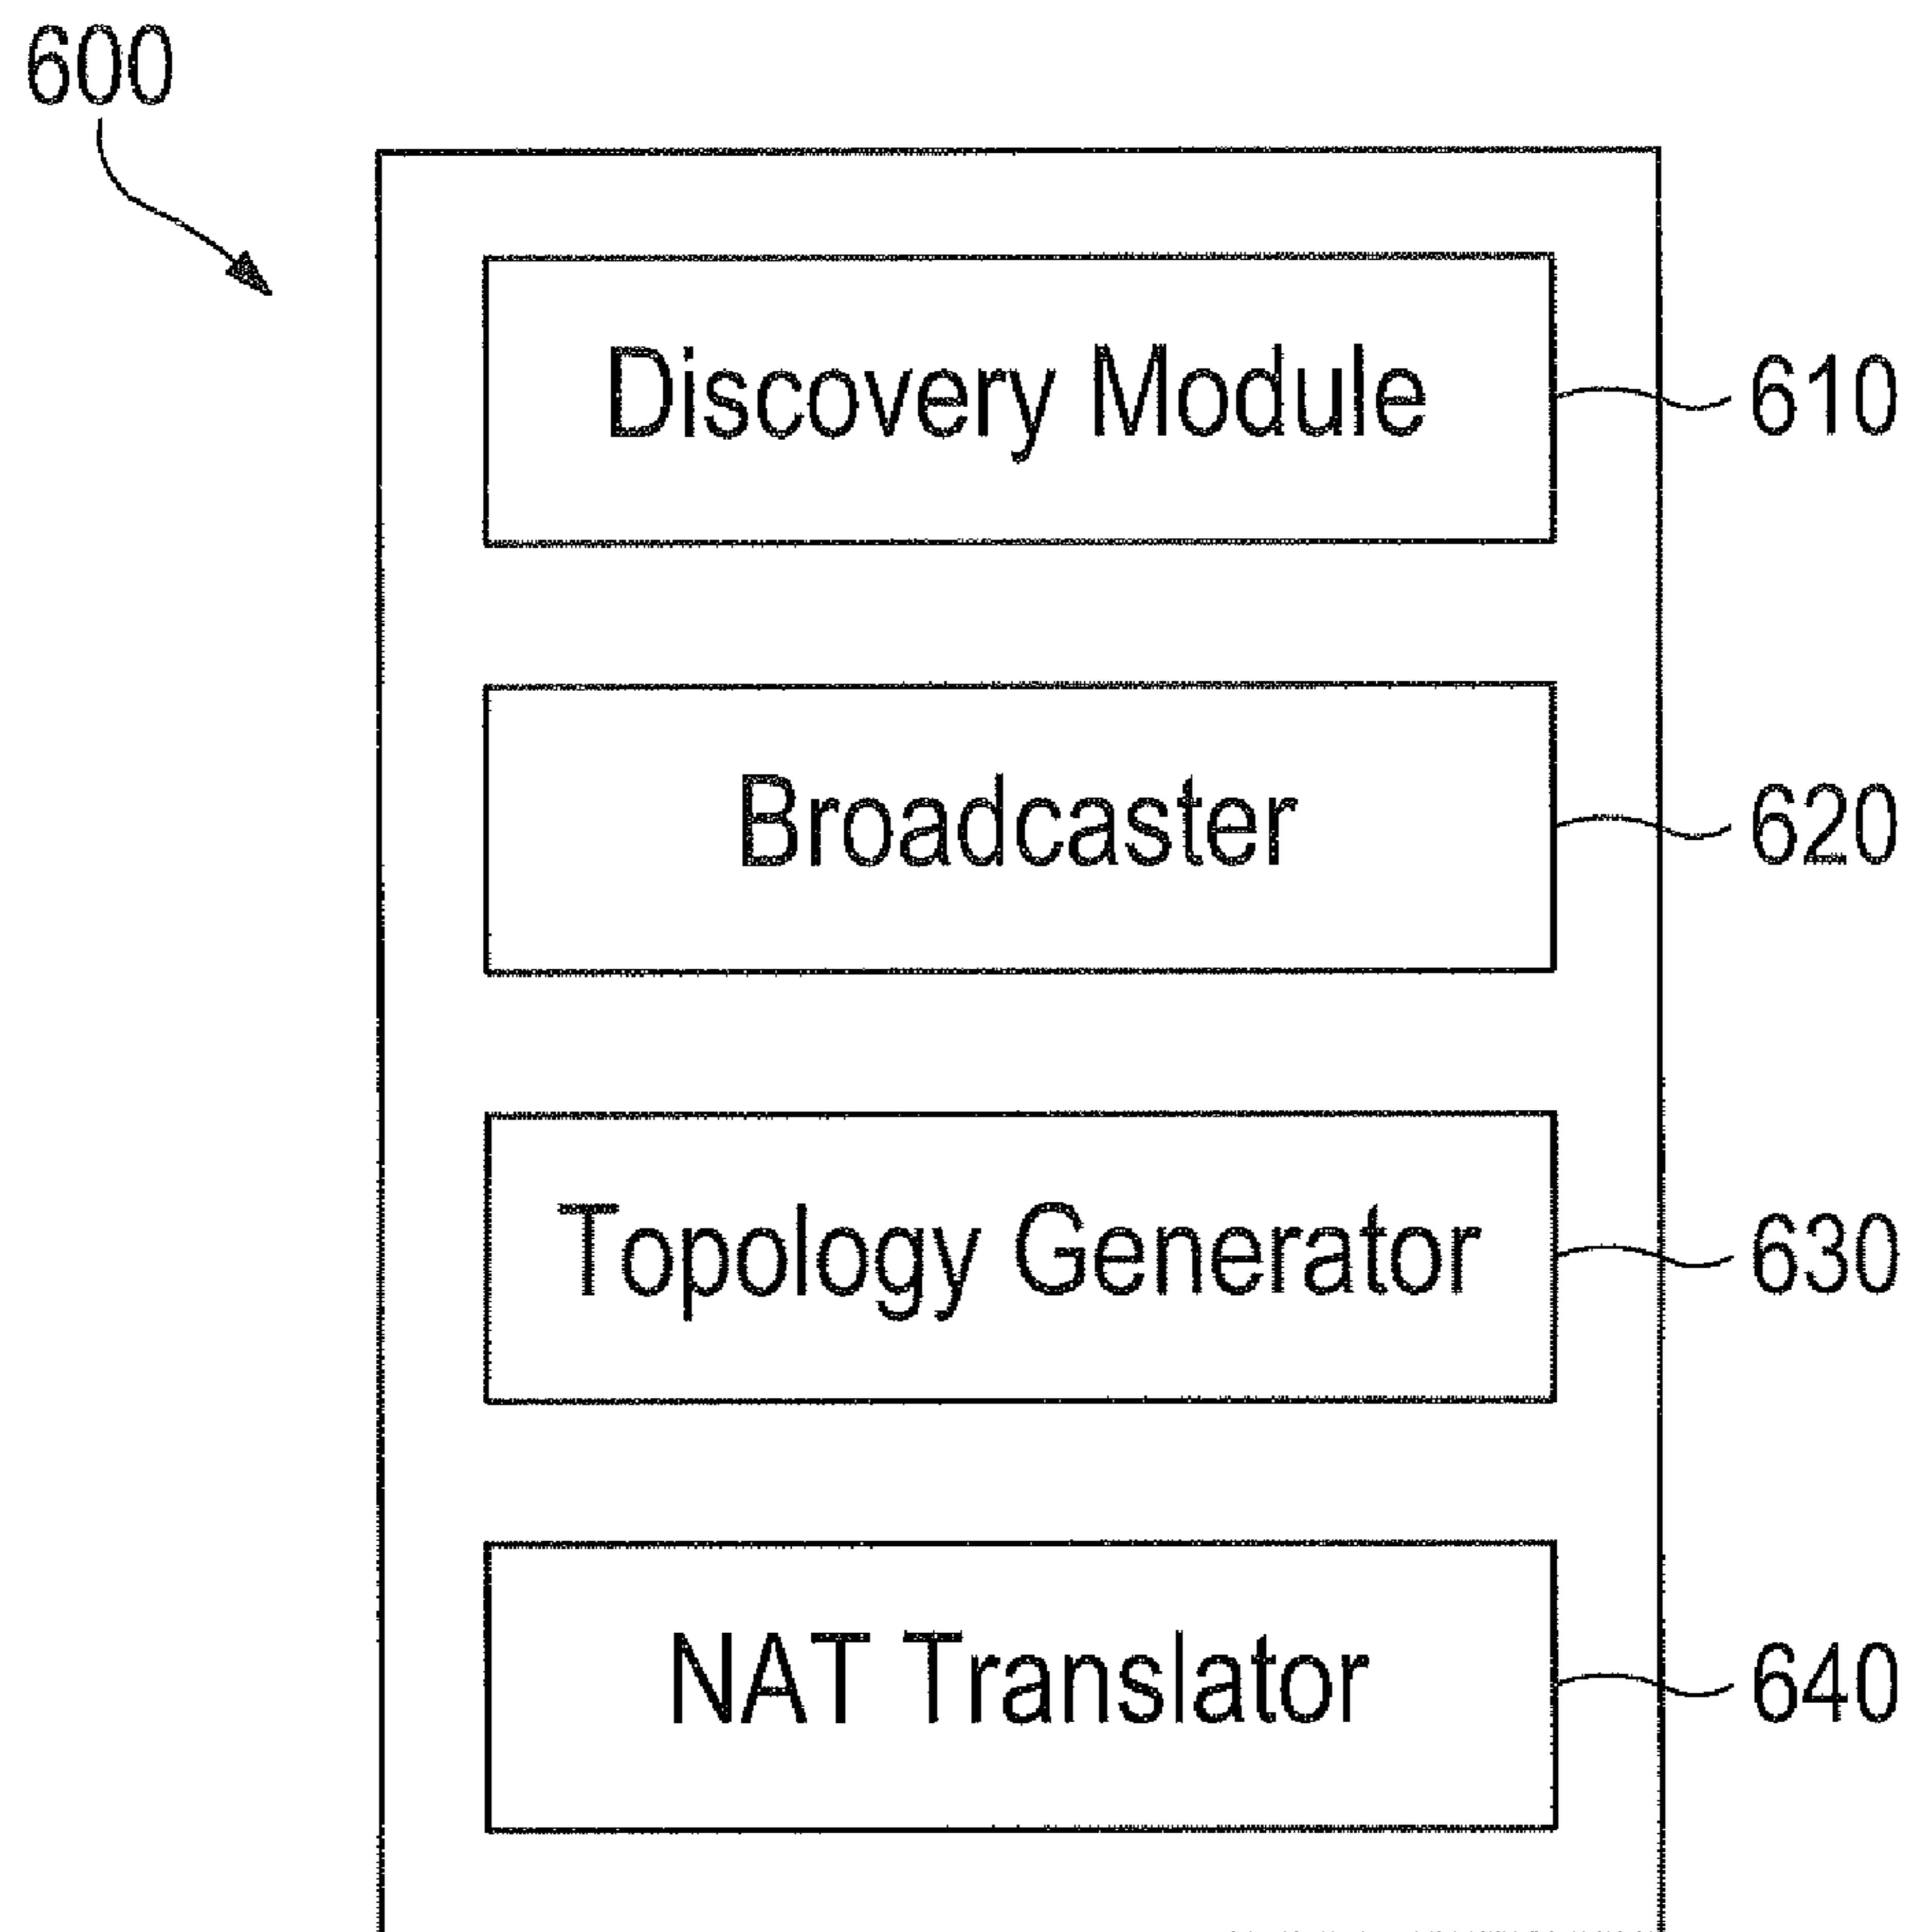 600
Discovery Module
610
Broadcaster
620
Topology Generator
630
NAT Translator
640